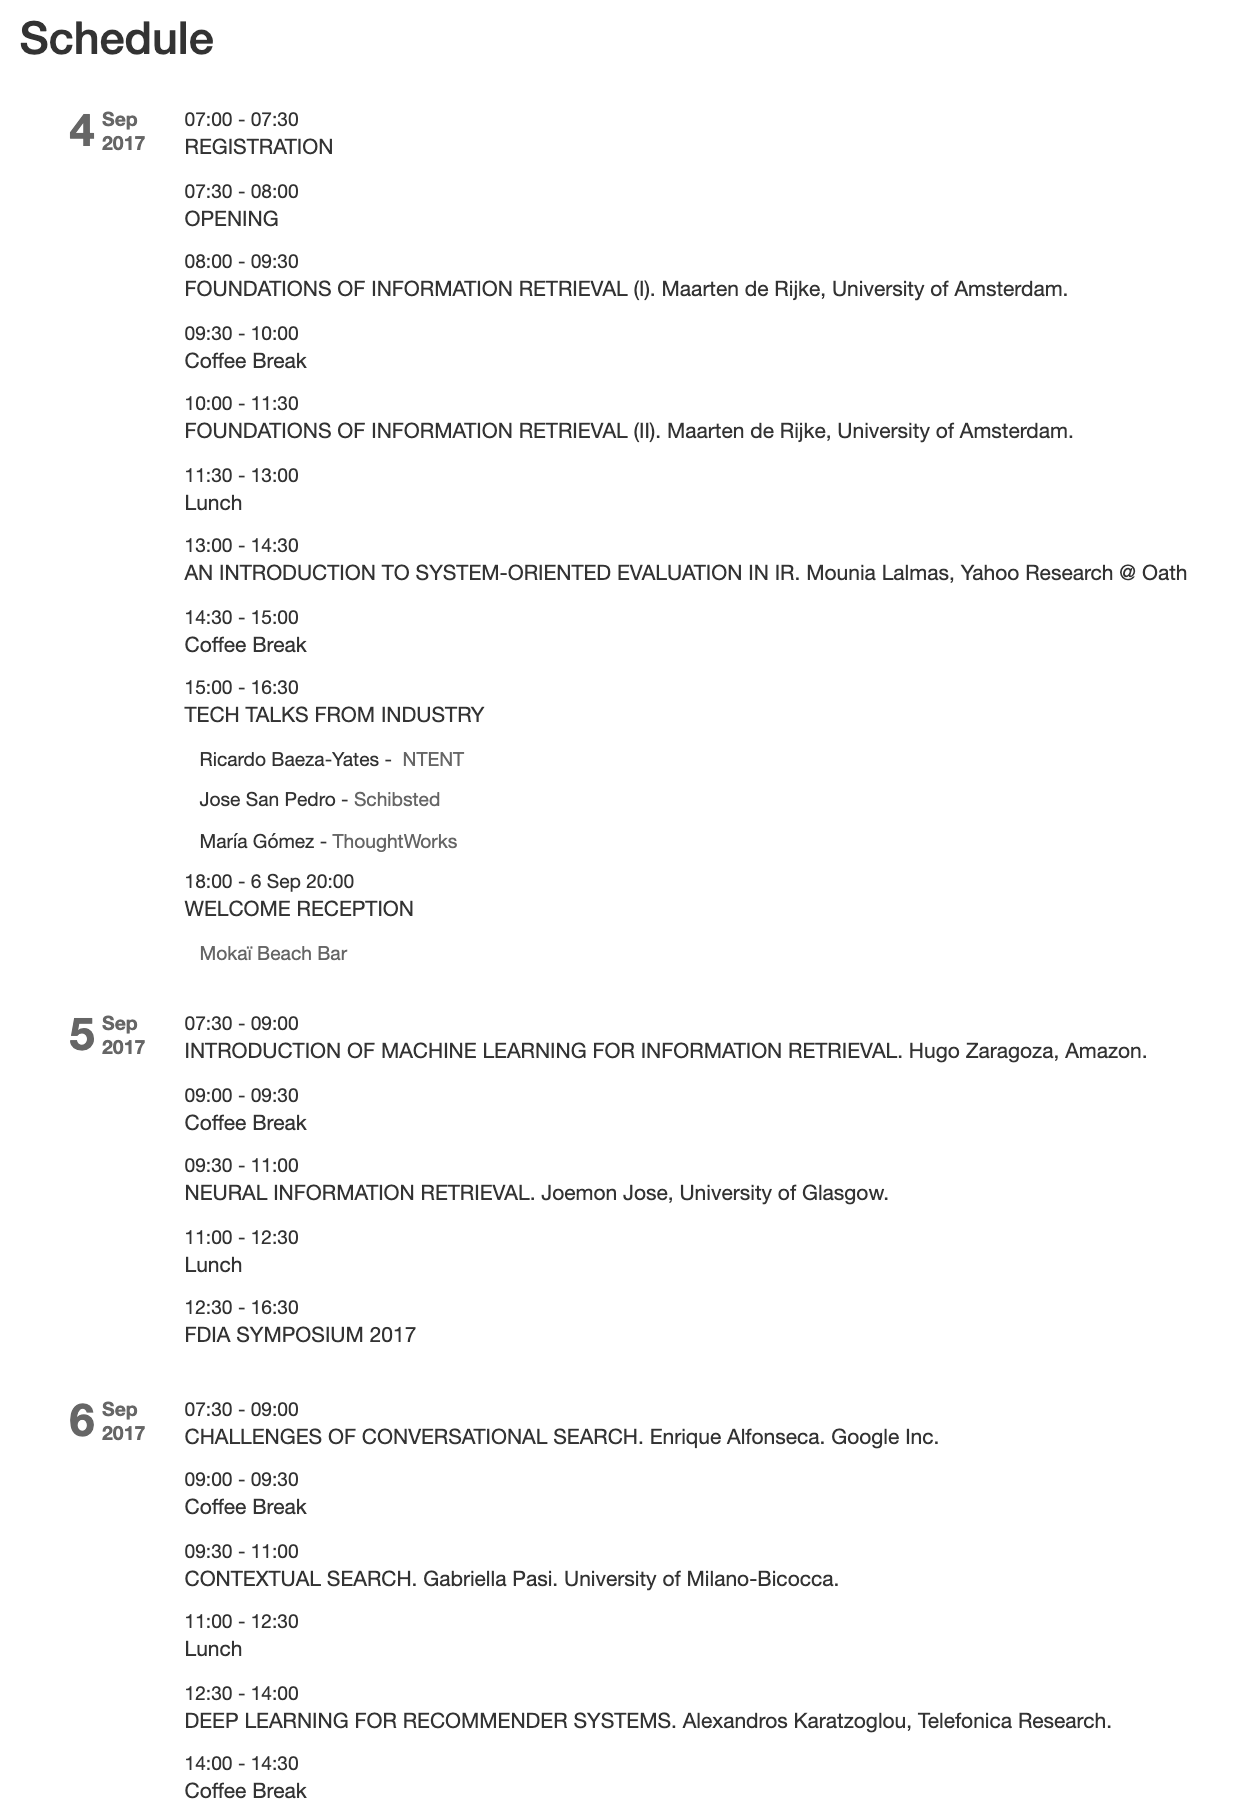 Schedule
4 Sep
2017
07:00 - 07:30
REGISTRATION
07:30 - 08:00
OPENING
08:00 - 09:30
FOUNDATIONS OF INFORMATION RETRIEVAL (I). Maarten de Rijke, University of Amsterdam.
09:30 - 10:00
Coffee Break
10:00 - 11:30
FOUNDATIONS OF INFORMATION RETRIEVAL (II). Maarten de Rijke, University of Amsterdam.
11:30 - 13:00
Lunch
13:00 - 14:30
AN INTRODUCTION TO SYSTEM-ORIENTED EVALUATION IN IR. Mounia Lalmas, Yahoo Research @ Oath
14:30 - 15:00
Coffee Break
15:00 - 16:30
TECH TALKS FROM INDUSTRY
Ricardo Baeza-Yates - NTENT
Jose San Pedro - Schibsted
María Gómez - ThoughtWorks
18:00 - 6 Sep 20:00
WELCOME RECEPTION
Mokaï Beach Bar
5 Sep
2017
07:30 - 09:00
INTRODUCTION OF MACHINE LEARNING FOR INFORMATION RETRIEVAL. Hugo Zaragoza, Amazon.
09:00 - 09:30
Coffee Break
09:30 - 11:00
NEURAL INFORMATION RETRIEVAL. Joemon Jose, University of Glasgow.
11:00 - 12:30
Lunch
12:30 - 16:30
FDIA SYMPOSIUM 2017
6 Sep
2017
07:30 - 09:00
CHALLENGES OF CONVERSATIONAL SEARCH. Enrique Alfonseca. Google Inc.
09:00 - 09:30
Coffee Break
09:30 - 11:00
CONTEXTUAL SEARCH. Gabriella Pasi. University of Milano-Bicocca.
11:00 - 12:30
Lunch
12:30 - 14:00
DEEP LEARNING FOR RECOMMENDER SYSTEMS. Alexandros Karatzoglou, Telefonica Research.
14:00 - 14:30
Coffee Break